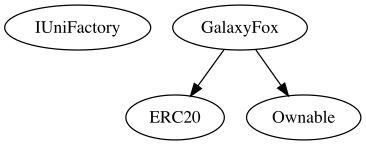 IUniFactory
GalaxyFox
ERC20
Ownable